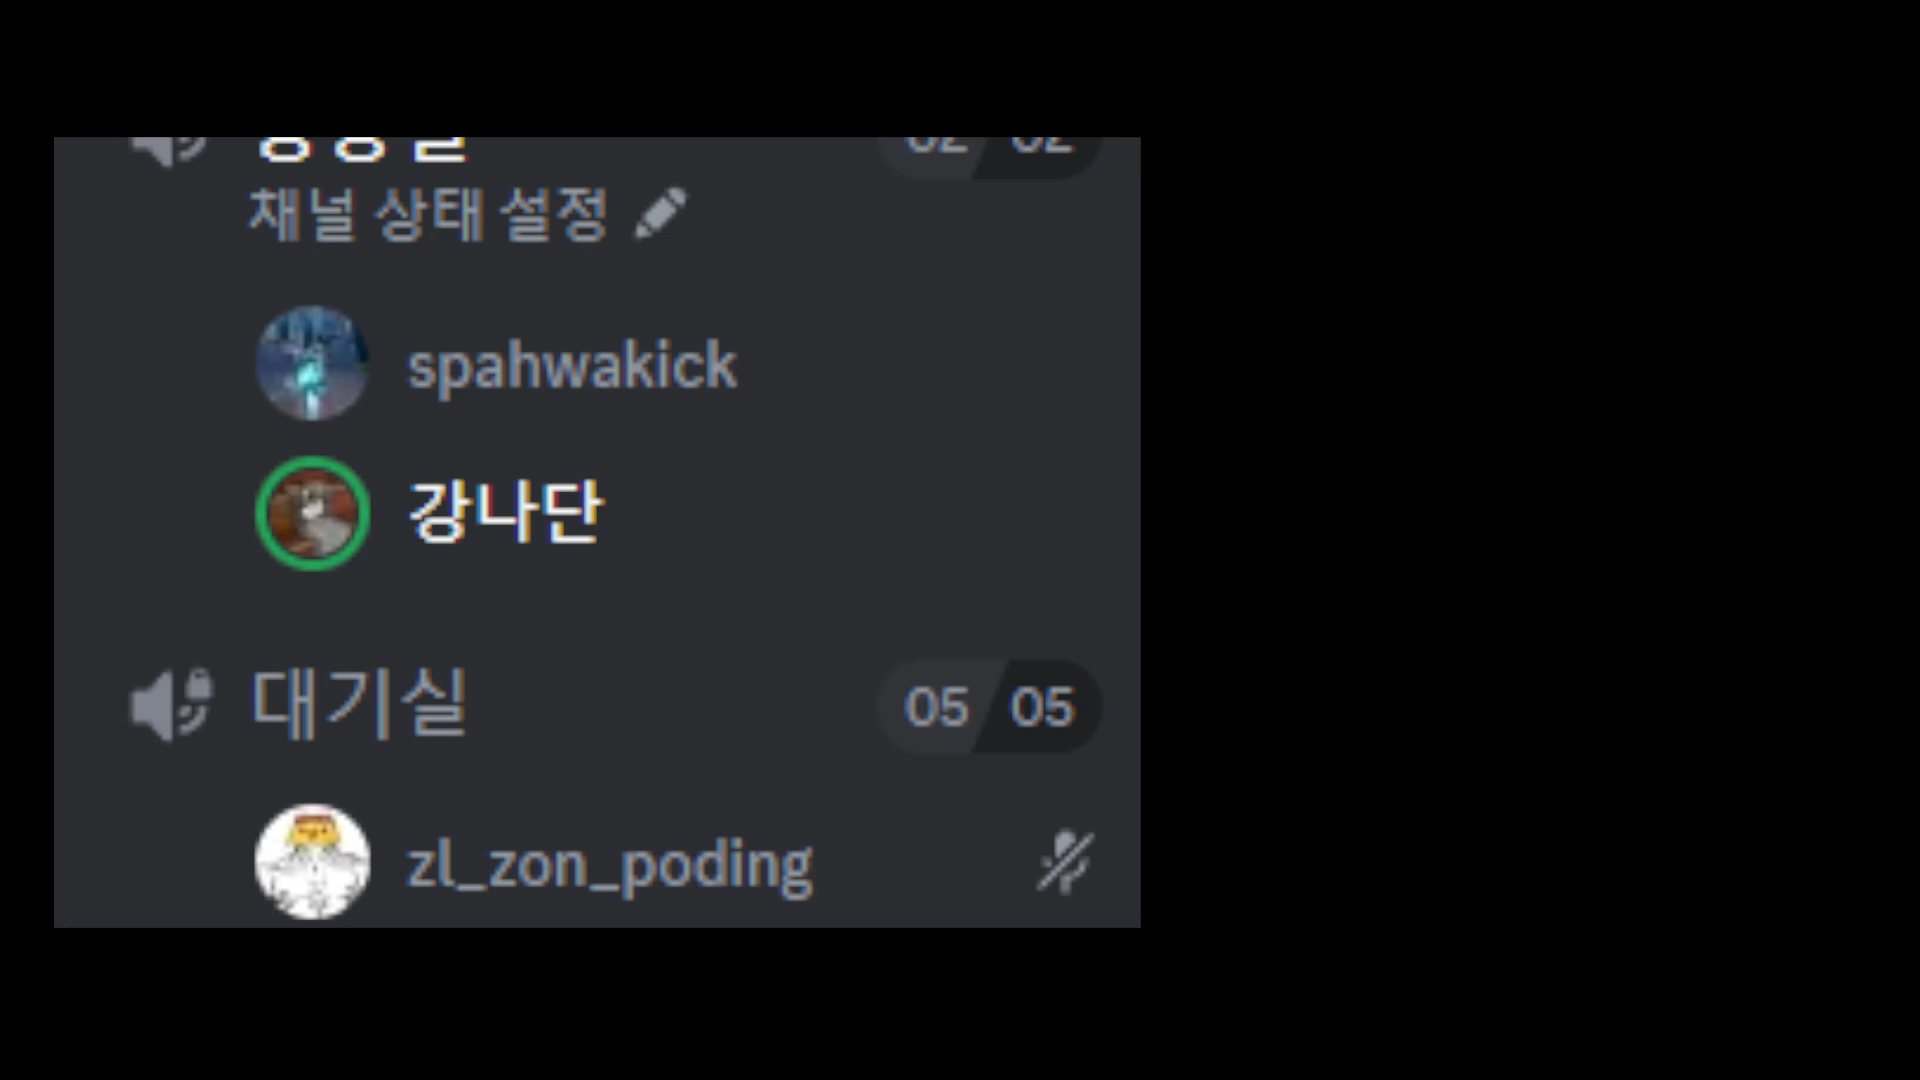 채널 상태 설정
spahwakick
강나단
대기실 05 05
zl_zon_poding